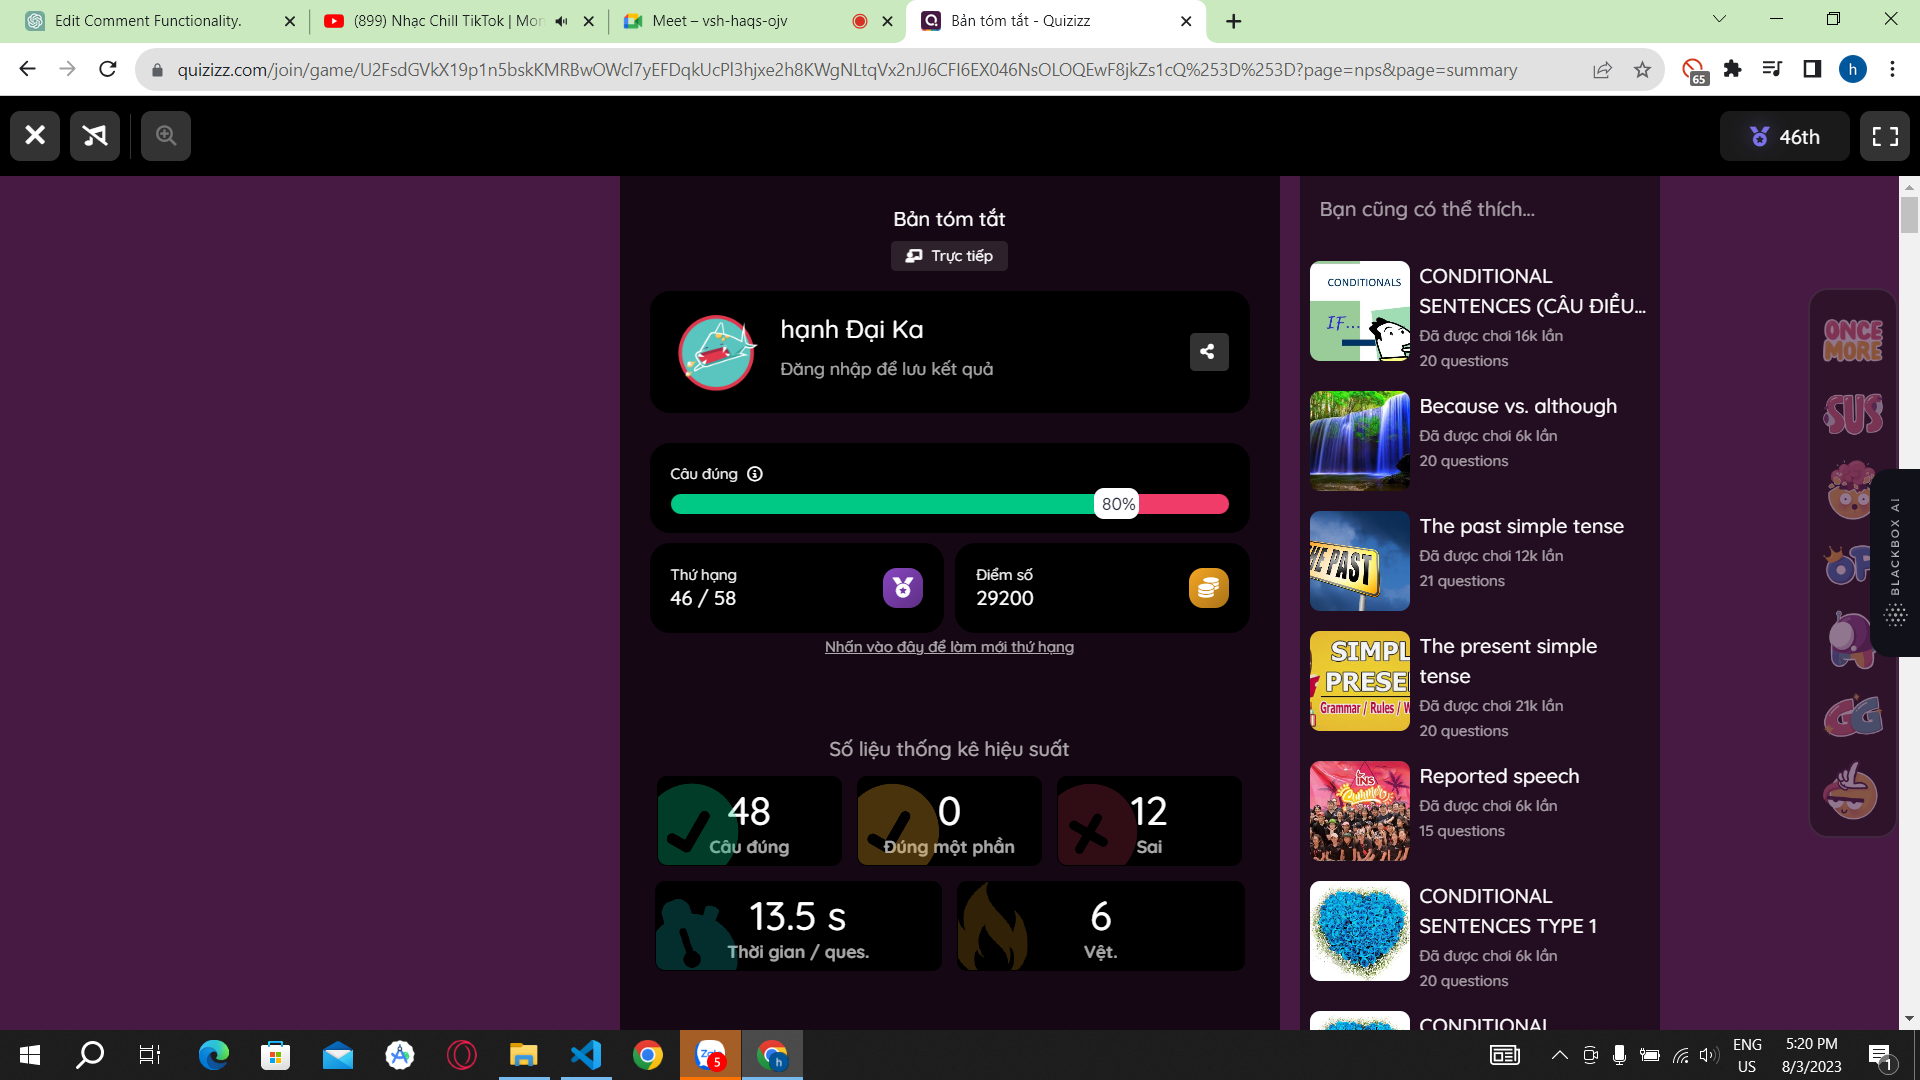 Edit Comment Functionality.
(899) Nhạc Chill TikTok | Mon
Meet – vsh-haqs-ojv
Bản tóm tắt - Quizizz
quizizz.com/join/game/U2FsdGVkX19p1n5bskKMRBwOWcl7yEFDqkUcPl3hjxe2h8KWgNLtqVx2nJJ6CFI6EX046NsOLOQEwF8jkZs1cQ%253D%253D?page=nps&page=summary
65
h
46th
Bản tóm tắt
Trực tiếp
hạnh Đại Ka
Đăng nhập để lưu kết quả
Câu đúng
80%
Thứ hạng
46 / 58
Điểm số
29200
Nhấn vào đây để làm mới thứ hạng
Số liệu thống kê hiệu suất
48
Câu đúng
0
Đúng một phần
12
Sai
13.5 s
Thời gian / ques.
6
Vệt.
Bạn cũng có thể thích...
CONDITIONALS
IF...
CONDITIONAL
SENTENCES (CÂU ĐIỀU...
Đã được chơi 16k lần
20 questions
Because vs. although
Đã được chơi 6k lần
20 questions
THE PAST
The past simple tense
Đã được chơi 12k lần
21 questions
SIMPL
PRESE
Grammar / Rules / W
The present simple
tense
Đã được chơi 21k lần
20 questions
INS
Summer
Reported speech
Đã được chơi 6k lần
15 questions
CONDITIONAL
SENTENCES TYPE 1
Đã được chơi 6k lần
20 questions
CONDITIONAL
ONCE
MORE
SUS
OP
GG
BLACKBOX AI
Zalo
5
h
ENG
US
5:20 PM
8/3/2023
1